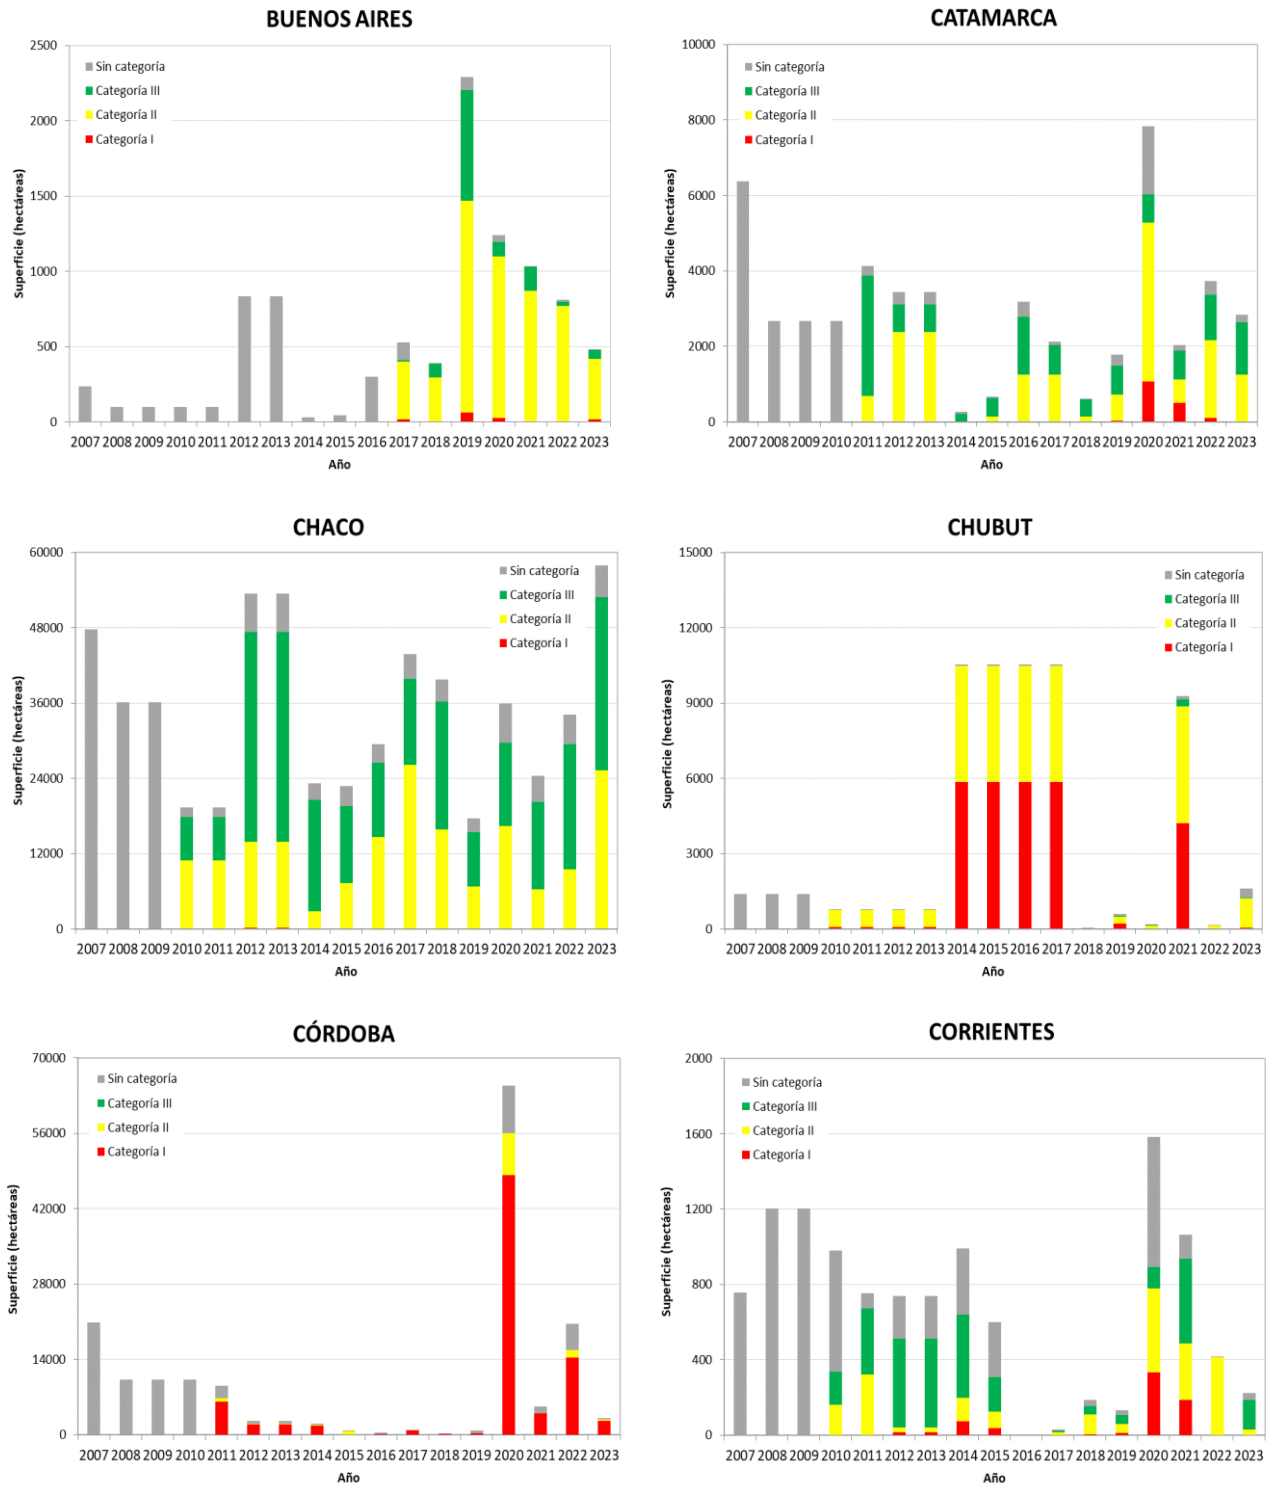 BUENOS AIRES
2500
2000
1500
1000
500
0
Superficie (hectáreas)
Sin categoría
Categoría III
Categoría II
Categoría I
2007 2008 2009 2010 2011 2012 2013 2014 2015 2016 2017 2018 2019 2020 2021 2022 2023
Año
CATAMARCA
10000
8000
6000
4000
2000
0
Superficie (hectáreas)
Sin categoría
Categoría III
Categoría II
Categoría I
2007 2008 2009 2010 2011 2012 2013 2014 2015 2016 2017 2018 2019 2020 2021 2022 2023
Año
CHACO
60000
48000
36000
24000
12000
0
Superficie (hectáreas)
Sin categoría
Categoría III
Categoría II
Categoría I
2007 2008 2009 2010 2011 2012 2013 2014 2015 2016 2017 2018 2019 2020 2021 2022 2023
Año
CHUBUT
15000
12000
9000
6000
3000
0
Superficie (hectáreas)
Sin categoría
Categoría III
Categoría II
Categoría I
2007 2008 2009 2010 2011 2012 2013 2014 2015 2016 2017 2018 2019 2020 2021 2022 2023
Año
CÓRDOBA
70000
56000
42000
28000
14000
0
Superficie (hectáreas)
Sin categoría
Categoría III
Categoría II
Categoría I
2007 2008 2009 2010 2011 2012 2013 2014 2015 2016 2017 2018 2019 2020 2021 2022 2023
Año
CORRIENTES
2000
1600
1200
800
400
0
Superficie (hectáreas)
Sin categoría
Categoría III
Categoría II
Categoría I
2007 2008 2009 2010 2011 2012 2013 2014 2015 2016 2017 2018 2019 2020 2021 2022 2023
Año